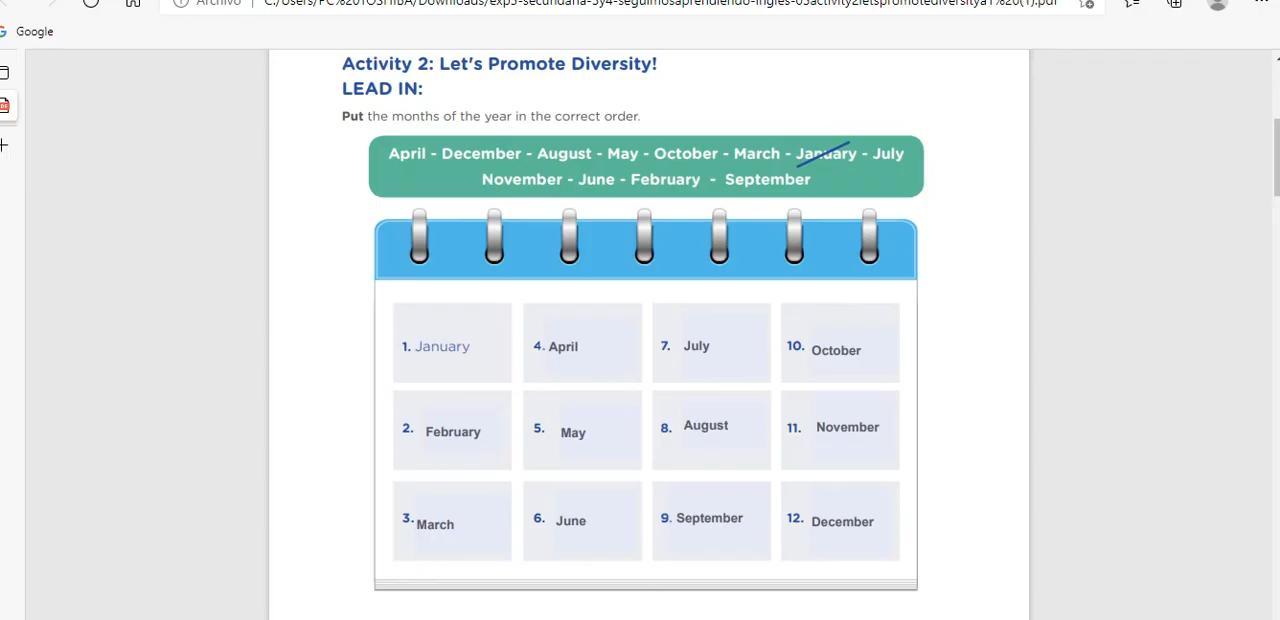 Archivo
Google
Activity 2: Let's Promote Diversity!
LEAD IN:
Put the months of the year in the correct order.
April - December - August - May - October - March - January - July
November - June - February - September
1. January
4. April
7. July
10. October
2. February
5. May
8. August
11. November
3. March
6. June
9. September
12. December